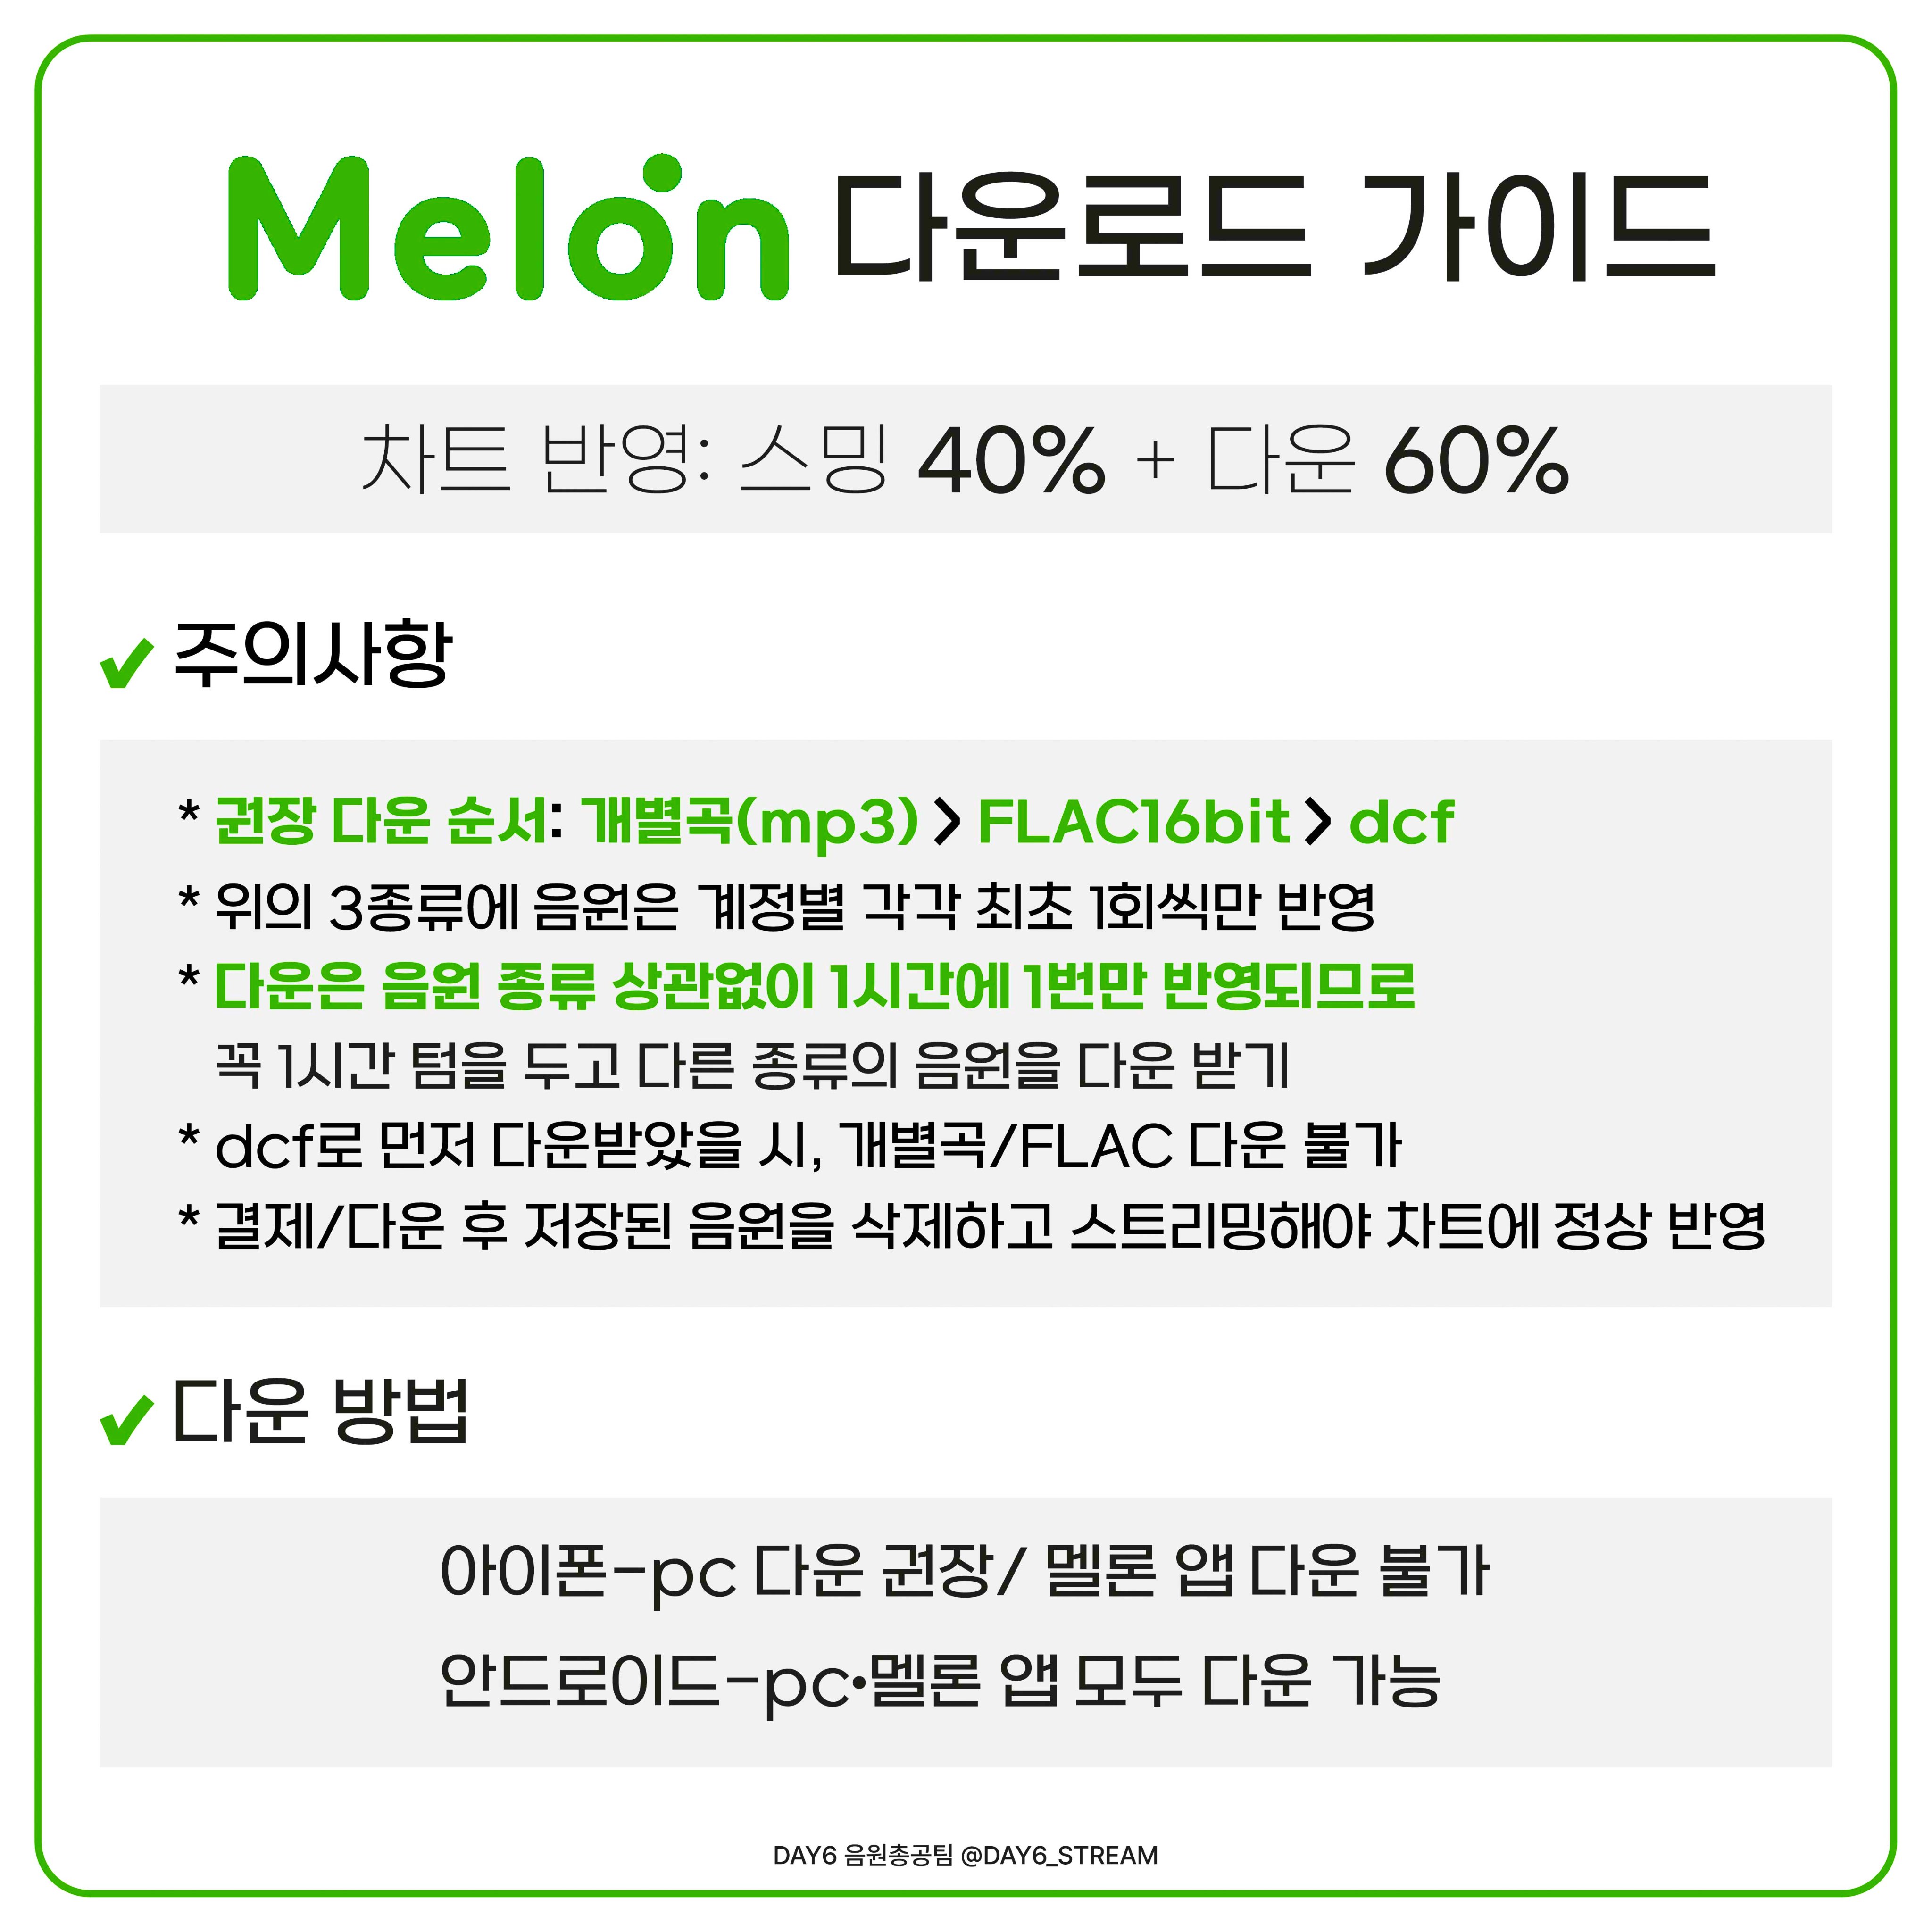 Melon 다운로드 가이드
차트 반영: 스밍 40% + 다운 60%
✔ 주의사항
* 권장 다운 순서: 개별곡(mp3) > FLAC16bit > dcf
* 위의 3종류에 음원은 계정별 각각 최초 1회씩만 반영
* 다운은 음원 종류 상관없이 1시간에 1번만 반영되므로
꼭 1시간 텀을 두고 다른 종류의 음원을 다운 받기
* dcf로 먼저 다운받았을 시, 개별곡/FLAC 다운 불가
* 결제/다운 후 저장된 음원을 삭제하고 스트리밍해야 차트에 정상 반영
✔ 다운 방법
아이폰-pc 다운 권장/ 멜론 앱 다운 불가
안드로이드-pc•멜론 앱 모두 다운 가능
DAY6 음원총공팀 @DAY6_STREAM